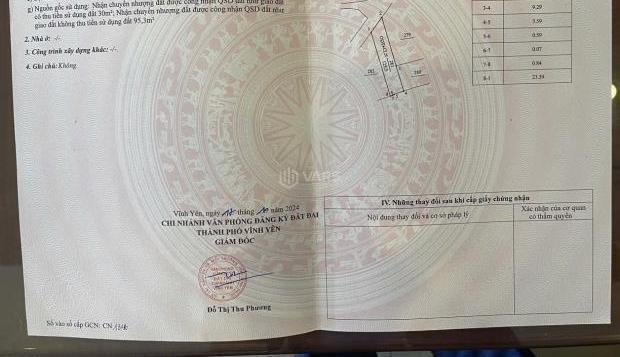 g) Nguồn gốc sử dụng: Nhận chuyển nhượng đất được công nhận QSD đất như giao đất
có thu tiền sử dụng đất 30m²; Nhận chuyển nhượng đất được công nhận QSD đất như
giao đất không thu tiền sử dụng đất 95,3m²
2. Nhà ở: -/-.
3. Công trình xây dựng khác: -/-.
4. Ghi chú: Không.
279
280
3-4 9.29
4-5 3.59
5-6 0.59
6-7 0.07
7-8 0.84
8-1 23.39
VARS
Vĩnh Yên, ngày tháng năm 2024
CHI NHÁNH VĂN PHÒNG ĐĂNG KÝ ĐẤT ĐAI
THÀNH PHỐ VĨNH YÊN
GIÁM ĐỐC
Đỗ Thị Thu Phương
Số vào sổ cấp GCN: CN
IV. Những thay đổi sau khi cấp giấy chứng nhận
Nội dung thay đổi và cơ sở pháp lý
Xác nhận của cơ quan
có thẩm quyền